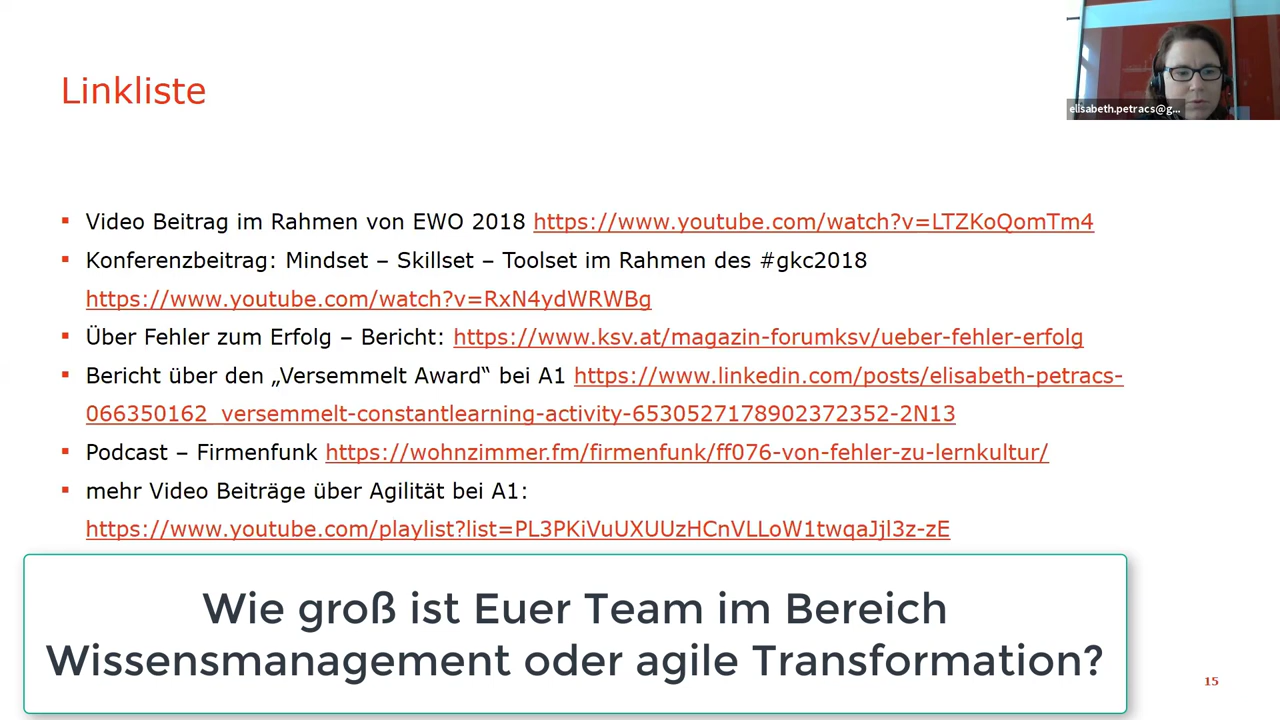 elisabeth.petracs@g...
Linkliste
Video Beitrag im Rahmen von EWO 2018 https://www.youtube.com/watch?v=LTZKoQomTm4
Konferenzbeitrag: Mindset – Skillset – Toolset im Rahmen des #gkc2018
https://www.youtube.com/watch?v=RxN4ydWRWBg
Über Fehler zum Erfolg – Bericht: https://www.ksv.at/magazin-forumksv/ueber-fehler-erfolg
Bericht über den „Versemmelt Award“ bei A1 https://www.linkedin.com/posts/elisabeth-petracs-
066350162_versemmelt-constantlearning-activity-6530527178902372352-2N13
Podcast – Firmenfunk https://wohnzimmer.fm/firmenfunk/ff076-von-fehler-zu-lernkultur/
mehr Video Beiträge über Agilität bei A1:
https://www.youtube.com/playlist?list=PL3PKiVuUXUUzHCnVLLoW1twqaJjl3z-zE
Wie groß ist Euer Team im Bereich
Wissensmanagement oder agile Transformation?
15